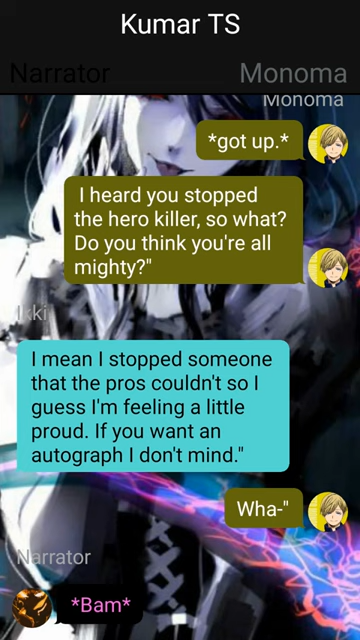 Kumar TS
Narrator
Monoma
Monoma
*got up.*
I heard you stopped
the hero killer, so what?
Do you think you're all
mighty?"
Ikki
I mean I stopped someone
that the pros couldn't so I
guess I'm feeling a little
proud. If you want an
autograph I don't mind."
Wha-"
Narrator
*Bam*